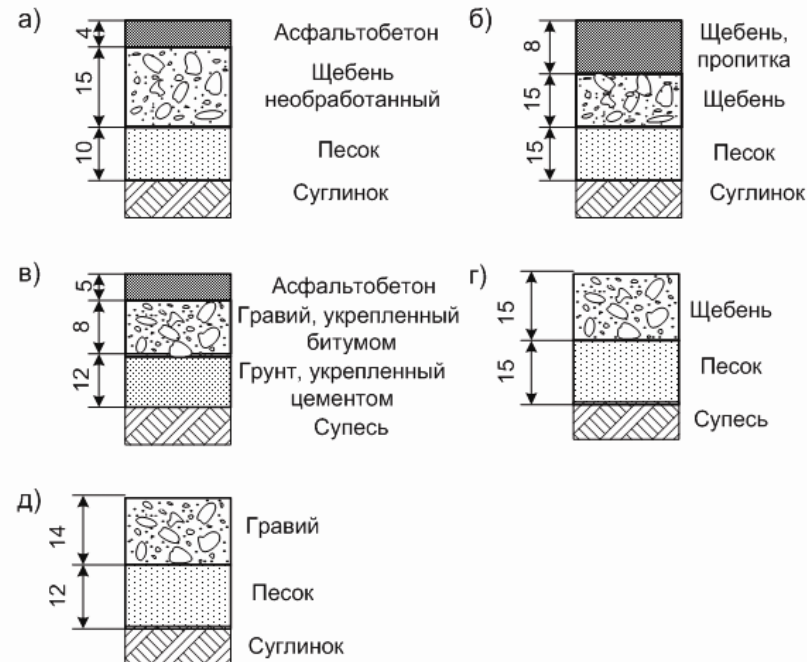 а)
4
Асфальтобетон
15
Щебень
необработанный
10
Песок
Суглинок
б)
8
Щебень,
пропитка
15
Щебень
15
Песок
Суглинок
в)
5
Асфальтобетон
8
Гравий, укрепленный
битумом
12
Грунт, укрепленный
цементом
Супесь
г)
15
Щебень
15
Песок
Супесь
д)
14
Гравий
12
Песок
Суглинок